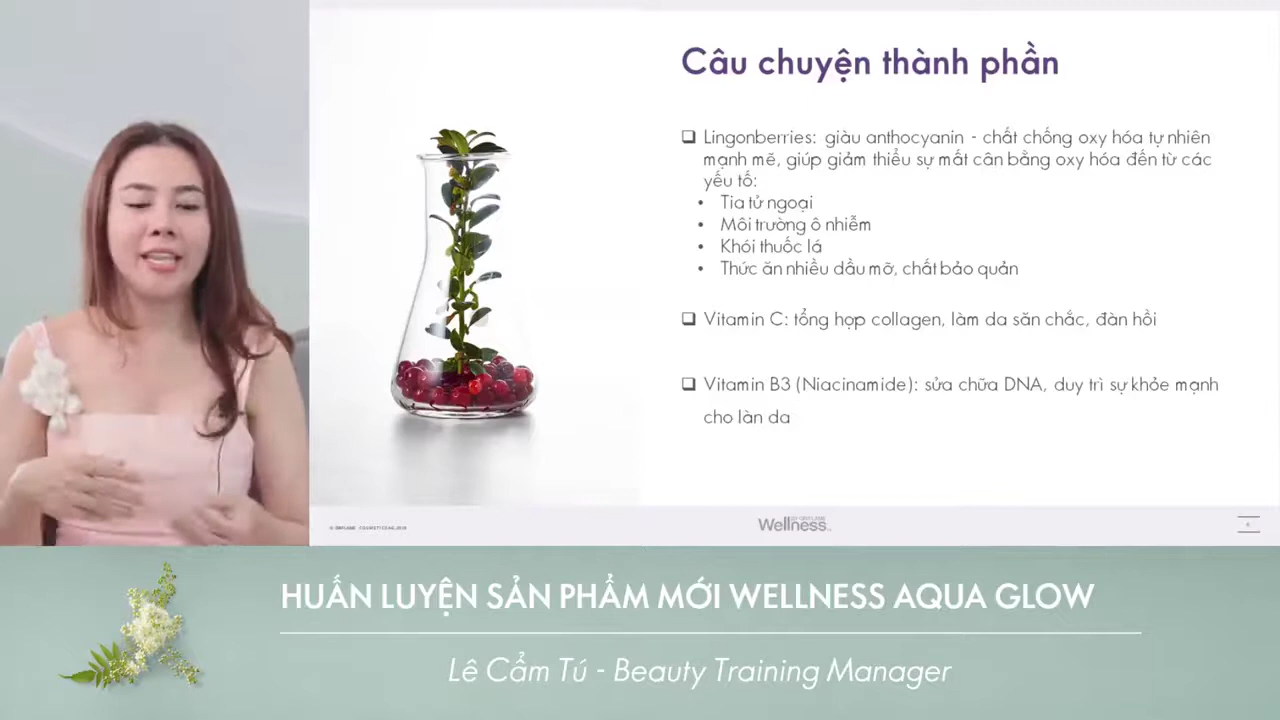 Câu chuyện thành phần
Lingonberries: giàu anthocyanin - chất chống oxy hóa tự nhiên
mạnh mẽ, giúp giảm thiểu sự mất cân bằng oxy hóa đến từ các
yếu tố:
• Tia tử ngoại
• Môi trường ô nhiễm
• Khói thuốc lá
• Thức ăn nhiều dầu mỡ, chất bảo quản
Vitamin C: tổng hợp collagen, làm da săn chắc, đàn hồi
Vitamin B3 (Niacinamide): sửa chữa DNA, duy trì sự khỏe mạnh
cho làn da
Wellness
6
HUẤN LUYỆN SẢN PHẨM MỚI WELLNESS AQUA GLOW
Lê Cẩm Tú - Beauty Training Manager